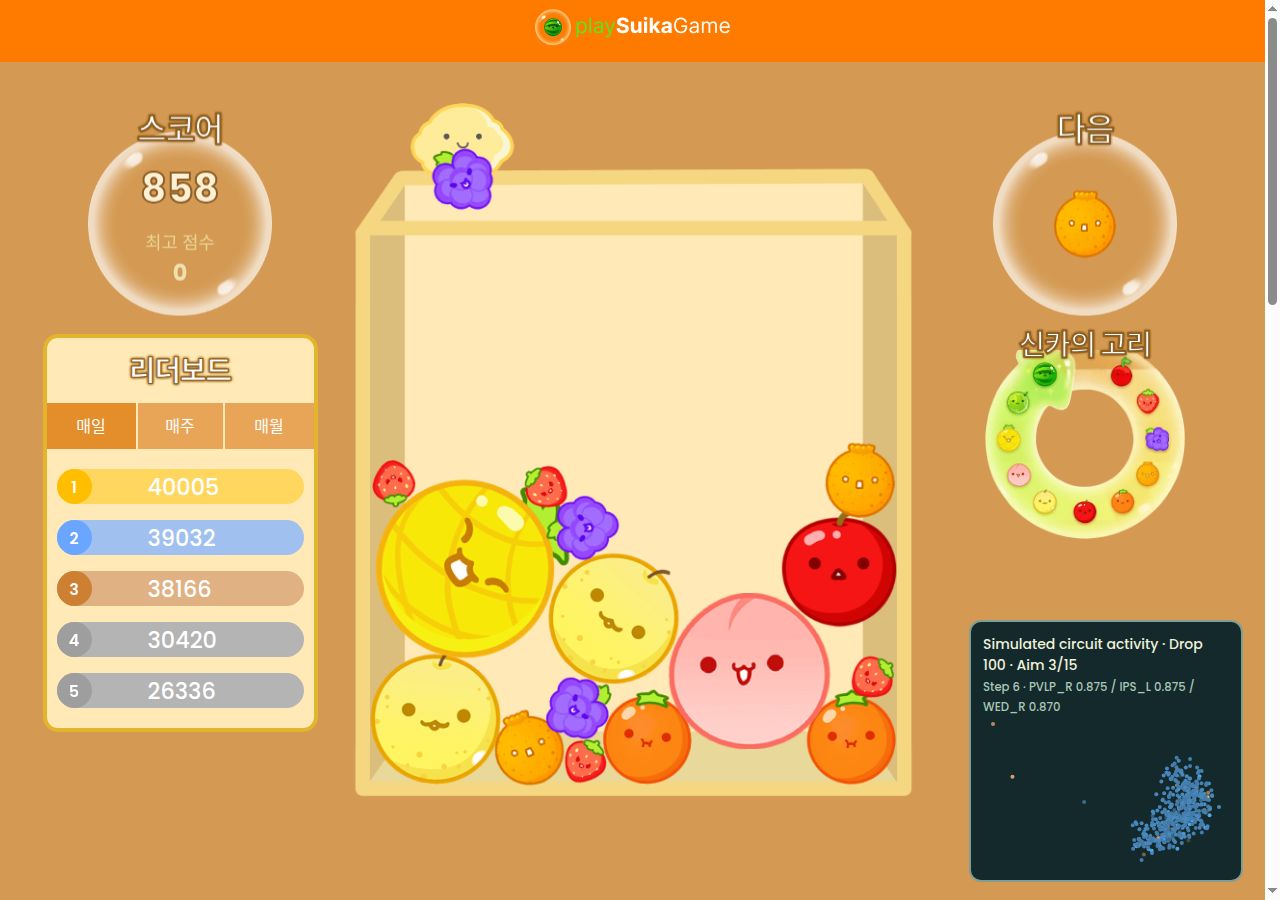 playSuikaGame
스코어
858
최고 점수
0
다음
신카의 고리
리더보드
매일 매주 매월
1 40005
2 39032
3 38166
4 30420
5 26336
Simulated circuit activity · Drop
100 · Aim 3/15
Step 6 · PVLP_R 0.875 / IPS_L 0.875 /
WED_R 0.870